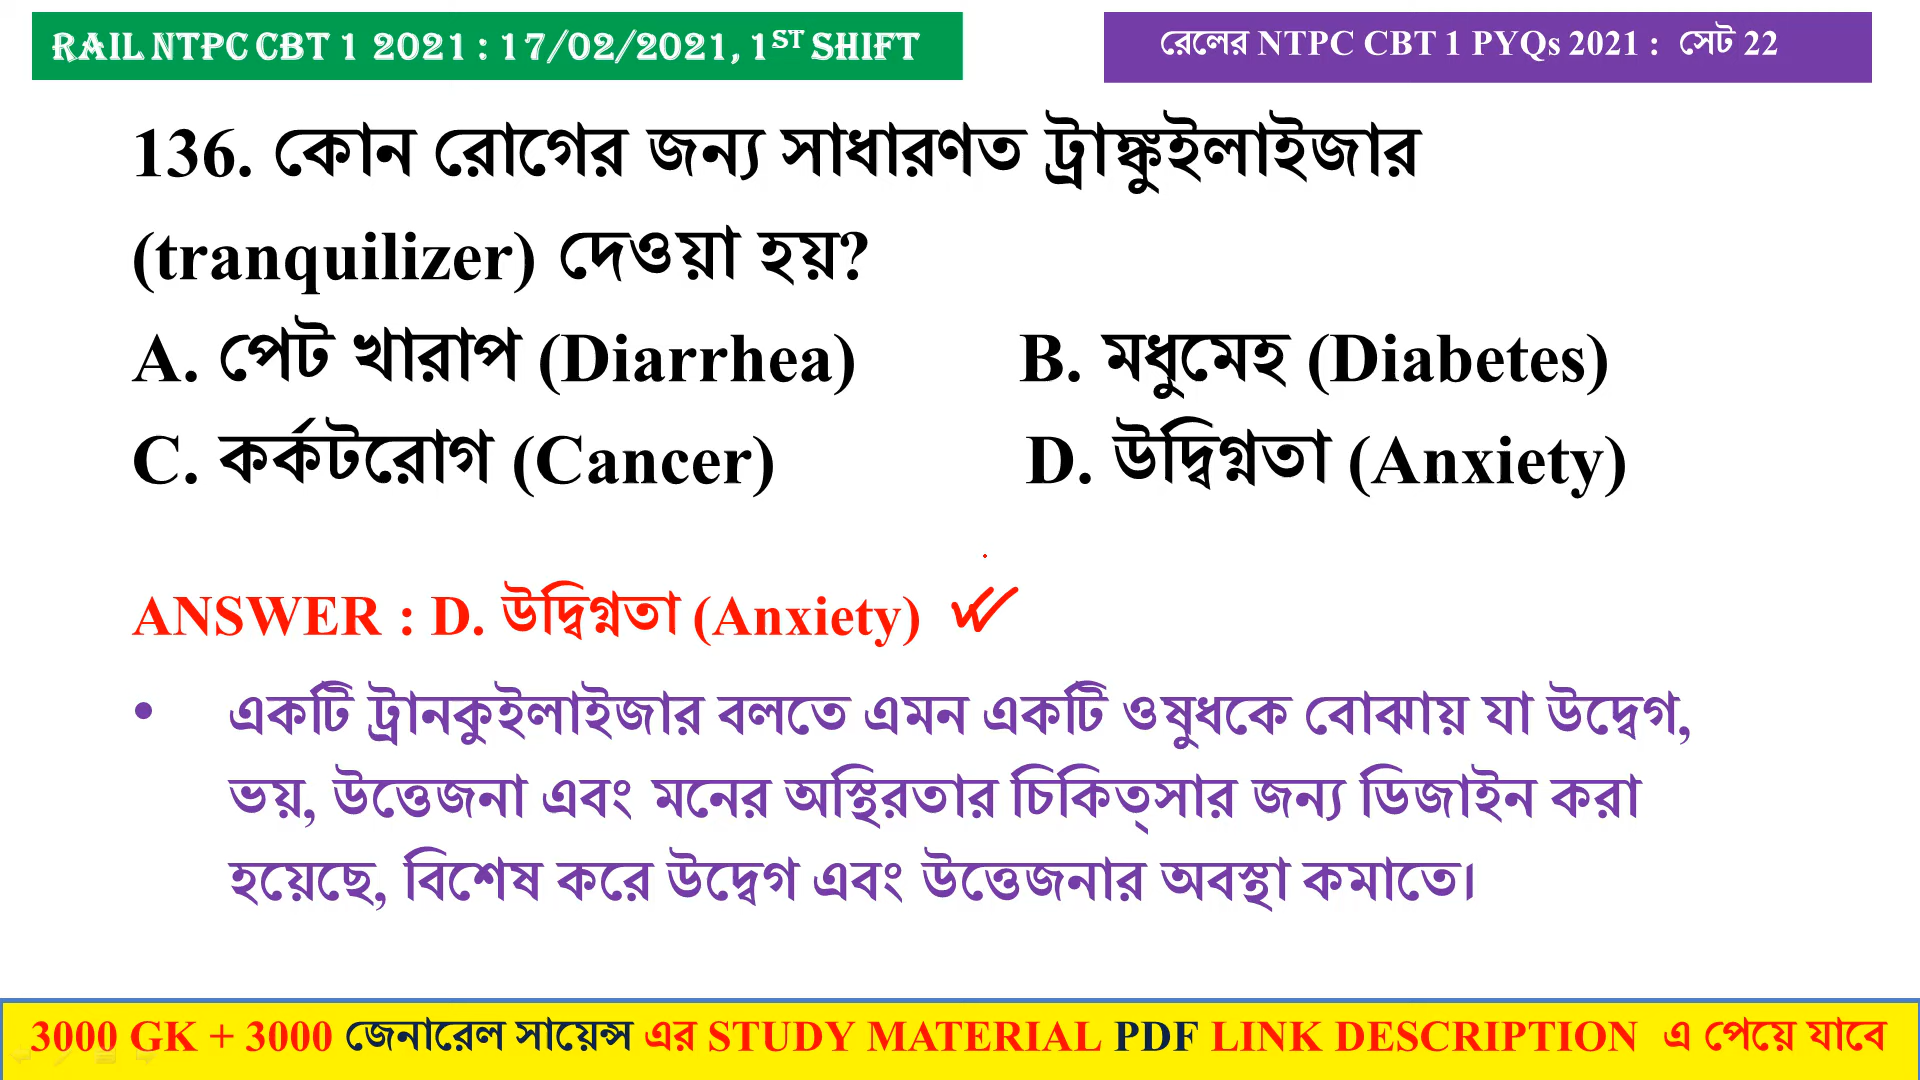 RAIL NTPC CBT 1 2021 : 17/02/2021, 1ST SHIFT
রেলের NTPC CBT 1 PYQs 2021 : সেট 22
136. কোন রোগের জন্য সাধারণত ট্রাঙ্কুইলাইজার
(tranquilizer) দেওয়া হয়?
A. পেট খারাপ (Diarrhea) B. মধুমেহ (Diabetes)
C. কর্কটরোগ (Cancer) D. উদ্বিগ্নতা (Anxiety)
ANSWER : D. উদ্বিগ্নতা (Anxiety)
• একটি ট্রানকুইলাইজার বলতে এমন একটি ওষুধকে বোঝায় যা উদ্বেগ,
ভয়, উত্তেজনা এবং মনের অস্থিরতার চিকিত্সার জন্য ডিজাইন করা
হয়েছে, বিশেষ করে উদ্বেগ এবং উত্তেজনার অবস্থা কমাতে।
3000 GK + 3000 জেনারেল সায়েন্স এর STUDY MATERIAL PDF LINK DESCRIPTION এ পেয়ে যাবে